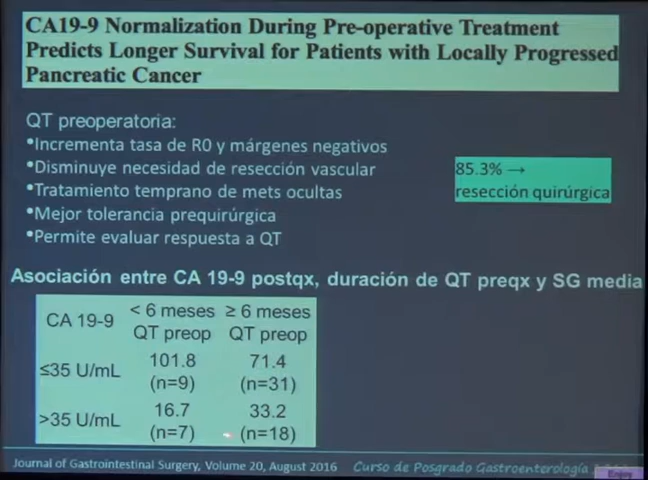 CA19-9 Normalization During Pre-operative Treatment
Predicts Longer Survival for Patients with Locally Progressed
Pancreatic Cancer
QT preoperatoria:
•Incrementa tasa de R0 y márgenes negativos
•Disminuye necesidad de resección vascular
•Tratamiento temprano de mets ocultas
•Mejor tolerancia prequirúrgica
•Permite evaluar respuesta a QT
85.3% →
resección quirúrgica
Asociación entre CA 19-9 postqx, duración de QT preqx y SG media
CA 19-9 < 6 meses QT preop ≥ 6 meses QT preop
≤35 U/mL 101.8 (n=9) 71.4 (n=31)
>35 U/mL 16.7 (n=7) 33.2 (n=18)
Journal of Gastrointestinal Surgery, Volume 20, August 2016
Curso de Posgrado Gastroenterología
Enjoy